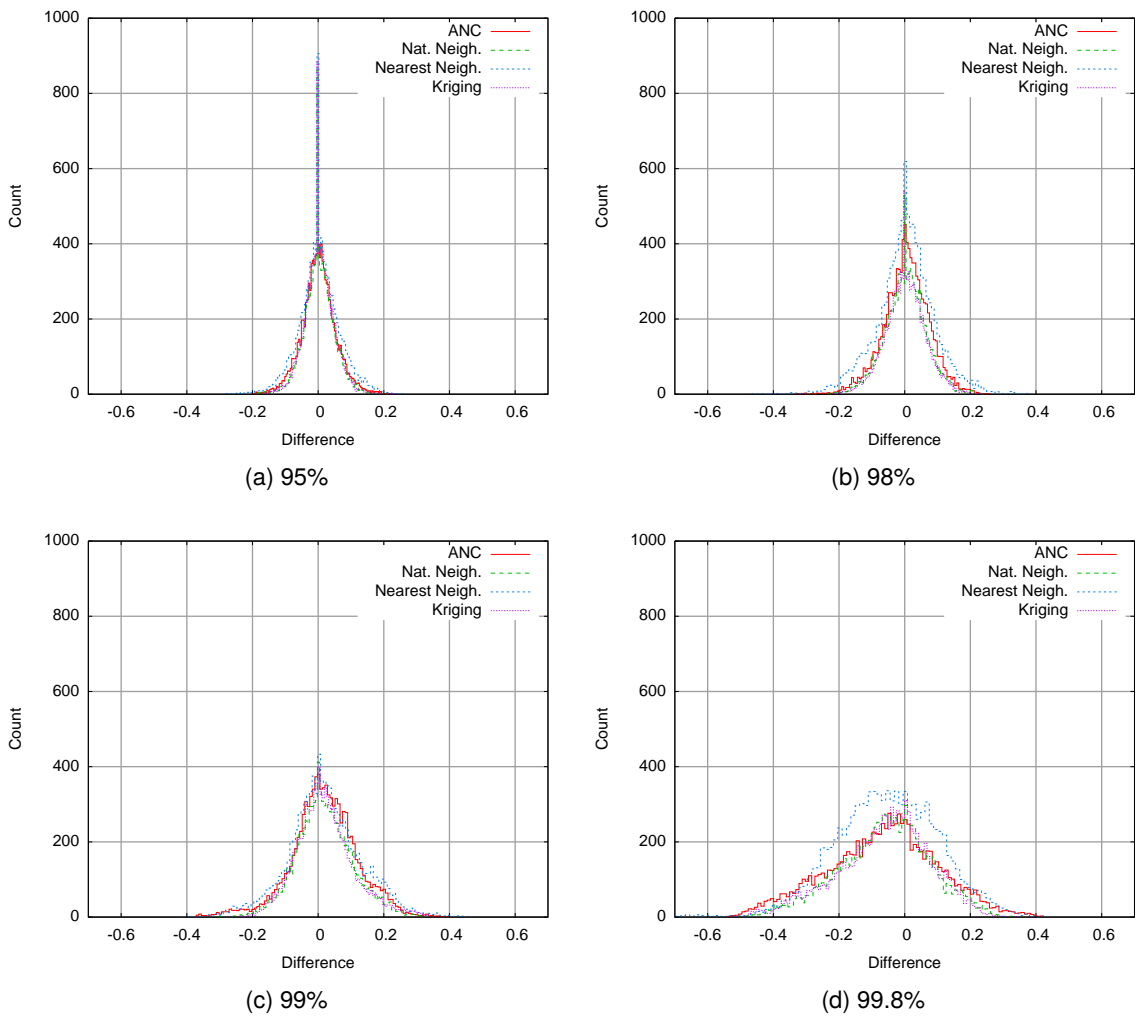 1000
800
600
400
200
0
-0.6 -0.4 -0.2 0 0.2 0.4 0.6
Count
Difference
ANC
Nat. Neigh.
Nearest Neigh.
Kriging
(a) 95%
1000
800
600
400
200
0
-0.6 -0.4 -0.2 0 0.2 0.4 0.6
Count
Difference
ANC
Nat. Neigh.
Nearest Neigh.
Kriging
(b) 98%
1000
800
600
400
200
0
-0.6 -0.4 -0.2 0 0.2 0.4 0.6
Count
Difference
ANC
Nat. Neigh.
Nearest Neigh.
Kriging
(c) 99%
1000
800
600
400
200
0
-0.6 -0.4 -0.2 0 0.2 0.4 0.6
Count
Difference
ANC
Nat. Neigh.
Nearest Neigh.
Kriging
(d) 99.8%